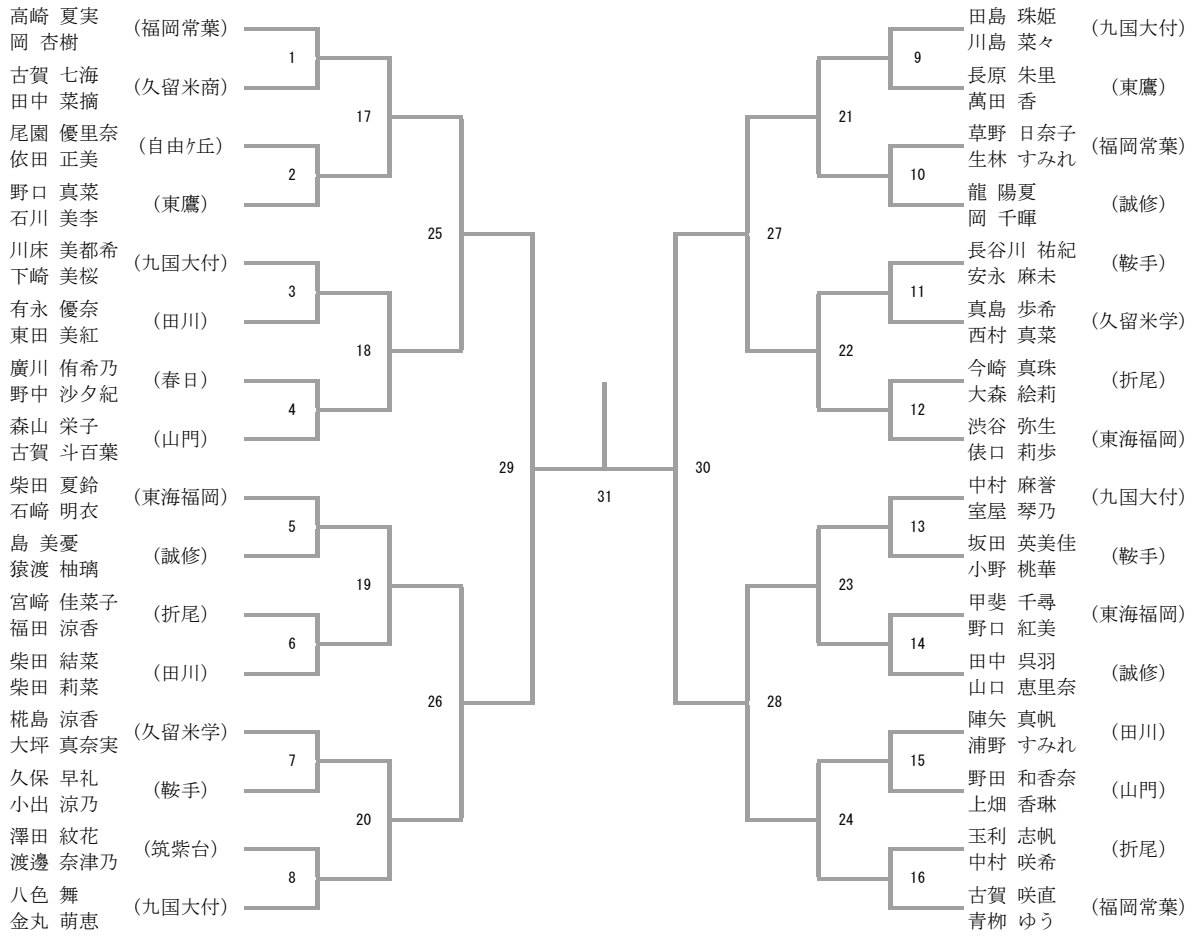 高崎 夏実
岡 杏樹
(福岡常葉)
1
古賀 七海
田中 菜摘
(久留米商)
17
尾園 優里奈
依田 正美
(自由ケ丘)
2
野口 真菜
石川 美李
(東鷹)
25
川床 美都希
下崎 美桜
(九国大付)
3
有永 優奈
東田 美紅
(田川)
18
廣川 侑希乃
野中 沙夕紀
(春日)
4
森山 栄子
古賀 斗百葉
(山門)
29
柴田 夏鈴
石﨑 明衣
(東海福岡)
5
島 美憂
猿渡 柚璃
(誠修)
19
宮﨑 佳菜子
福田 涼香
(折尾)
6
柴田 結菜
柴田 莉菜
(田川)
26
椛島 涼香
大坪 真奈実
(久留米学)
7
久保 早礼
小出 涼乃
(鞍手)
20
澤田 紋花
渡邊 奈津乃
(筑紫台)
8
八色 舞
金丸 萌恵
(九国大付)
31
田島 珠姫
川島 菜々
(九国大付)
9
長原 朱里
萬田 香
(東鷹)
21
草野 日奈子
生林 すみれ
(福岡常葉)
10
龍 陽夏
岡 千暉
(誠修)
27
長谷川 祐紀
安永 麻未
(鞍手)
11
真島 歩希
西村 真菜
(久留米学)
22
今崎 真珠
大森 絵莉
(折尾)
12
渋谷 弥生
俵口 莉歩
(東海福岡)
30
中村 麻誉
室屋 琴乃
(九国大付)
13
坂田 英美佳
小野 桃華
(鞍手)
23
甲斐 千尋
野口 紅美
(東海福岡)
14
田中 呉羽
山口 恵里奈
(誠修)
28
陣矢 真帆
浦野 すみれ
(田川)
15
野田 和香奈
上畑 香琳
(山門)
24
玉利 志帆
中村 咲希
(折尾)
16
古賀 咲直
青栁 ゆう
(福岡常葉)